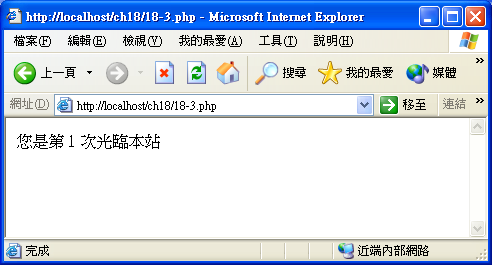 http://localhost/ch18/18-3.php - Microsoft Internet Explorer
檔案(F) 編輯(E) 檢視(V) 我的最愛(A) 工具(T) 說明(H) »
上一頁 搜尋 我的最愛 媒體 »
網址(D) http://localhost/ch18/18-3.php 移至 連結 »
您是第 1 次光臨本站
完成 近端內部網路